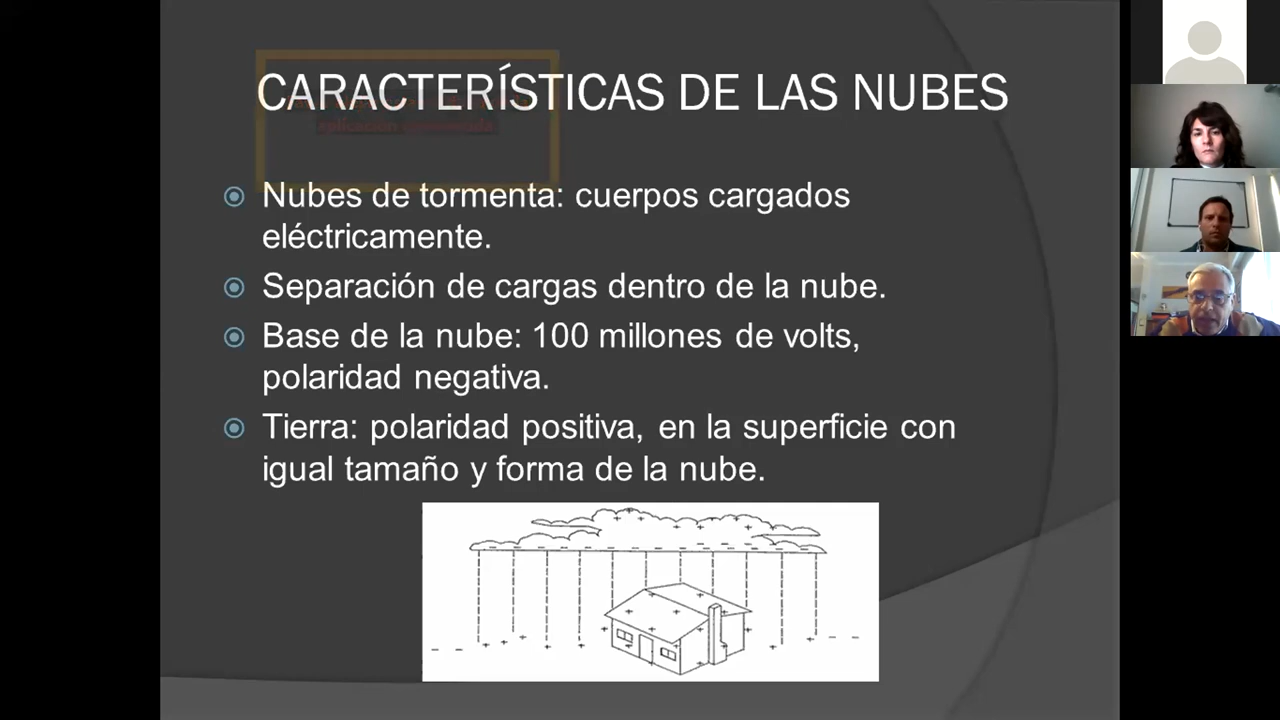 CARACTERÍSTICAS DE LAS NUBES
Nubes de tormenta: cuerpos cargados
eléctricamente.
Separación de cargas dentro de la nube.
Base de la nube: 100 millones de volts,
polaridad negativa.
Tierra: polaridad positiva, en la superficie con
igual tamaño y forma de la nube.